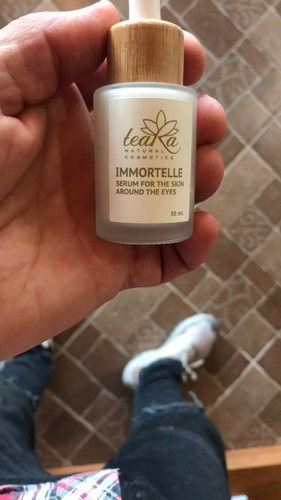 teaRa
NATURAL
COSMETICS
IMMORTELLE
SERUM FOR THE SKIN
AROUND THE EYES
30 mL